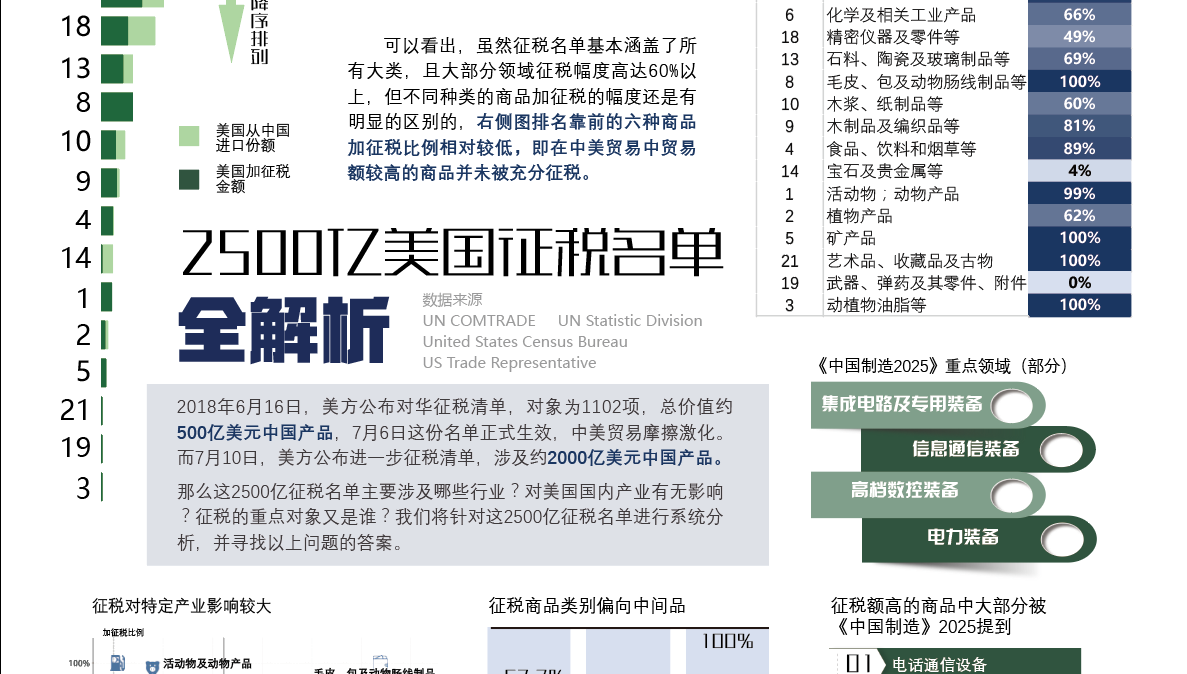 18
13
8
10
9
4
14
1
2
5
21
19
3
降序排列
美国从中国
进口份额
美国加征税
金额
可以看出，虽然征税名单基本涵盖了所
有大类，且大部分领域征税幅度高达60%以
上，但不同种类的商品加征税的幅度还是有
明显的区别的，右侧图排名靠前的六种商品
加征税比例相对较低，即在中美贸易中贸易
额较高的商品并未被充分征税。
6 化学及相关工业产品 66%
18 精密仪器及零件等 49%
13 石料、陶瓷及玻璃制品等 69%
8 毛皮、包及动物肠线制品等 100%
10 木浆、纸制品等 60%
9 木制品及编织品等 81%
4 食品、饮料和烟草等 89%
14 宝石及贵金属等 4%
1 活动物；动物产品 99%
2 植物产品 62%
5 矿产品 100%
21 艺术品、收藏品及古物 100%
19 武器、弹药及其零件、附件 0%
3 动植物油脂等 100%
2500亿美国征税名单
全解析
数据来源
UN COMTRADE UN Statistic Division
United States Census Bureau
US Trade Representative
2018年6月16日，美方公布对华征税清单，对象为1102项，总价值约
500亿美元中国产品，7月6日这份名单正式生效，中美贸易摩擦激化。
而7月10日，美方公布进一步征税清单，涉及约2000亿美元中国产品。
那么这2500亿征税名单主要涉及哪些行业？对美国国内产业有无影响
？征税的重点对象又是谁？我们将针对这2500亿征税名单进行系统分
析，并寻找以上问题的答案。
《中国制造2025》重点领域（部分）
集成电路及专用装备
信息通信装备
高档数控装备
电力装备
征税对特定产业影响较大
加征税比例
100%
活动物及动物产品
毛皮、包及动物肠线制品
征税商品类别偏向中间品
57.7%
100%
征税额高的商品中大部分被
《中国制造》2025提到
01 电话通信设备